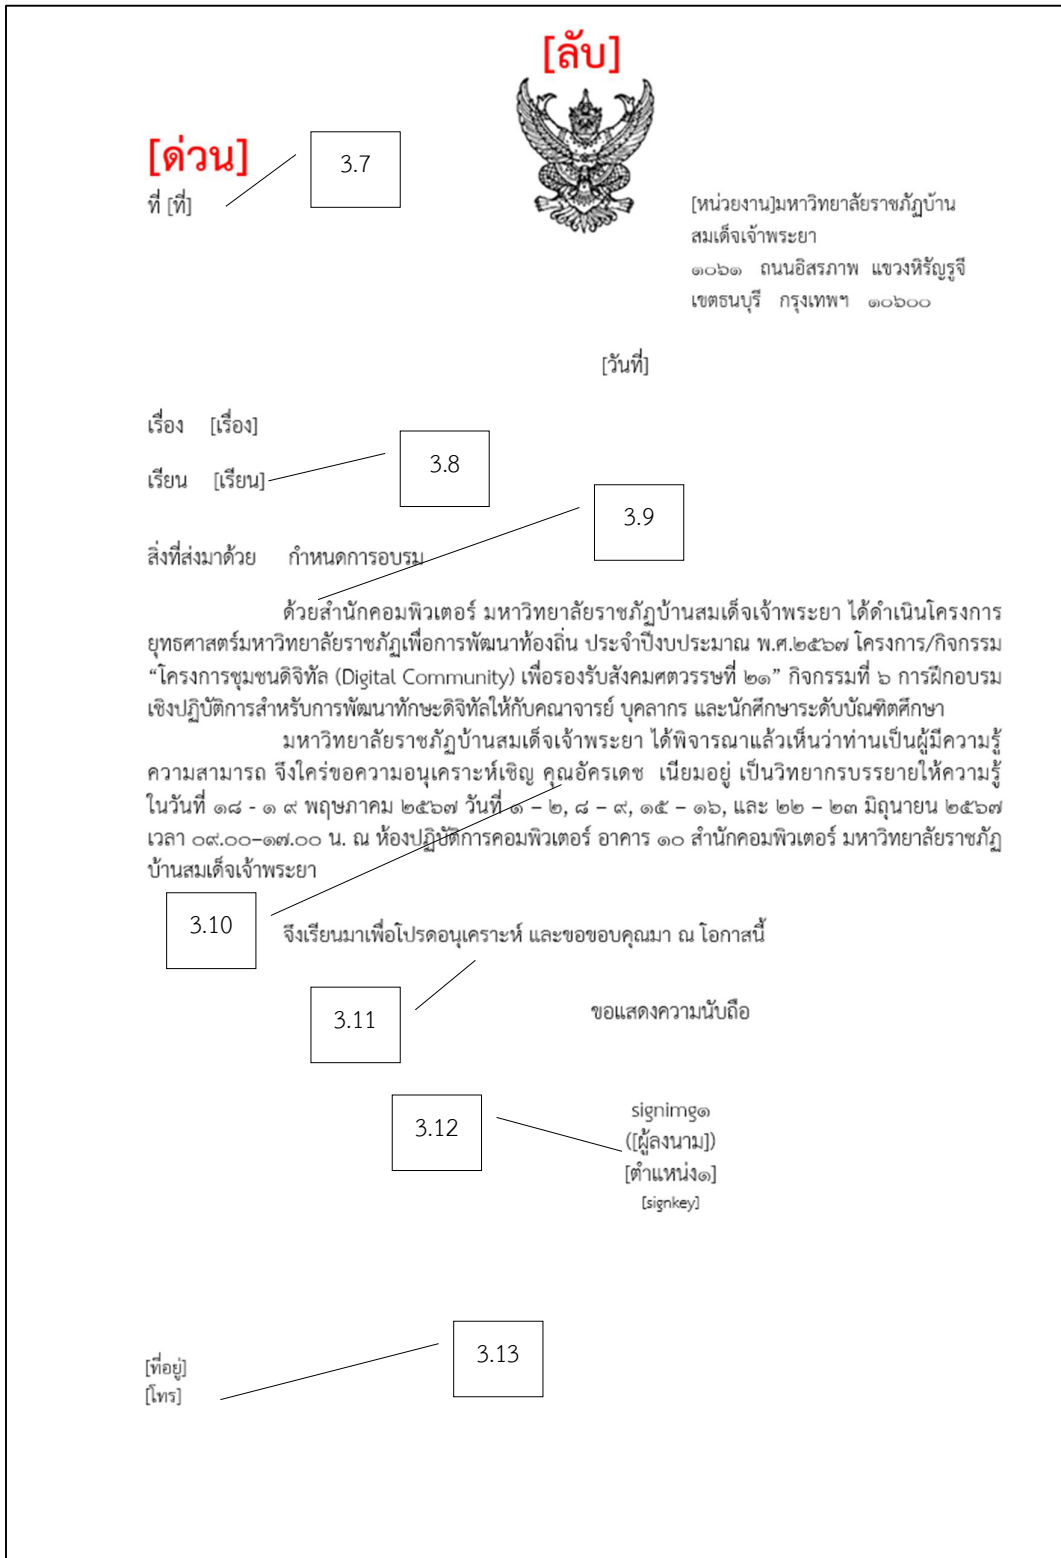 [ลับ]
[ด่วน]
3.7
ที่ [ที่]
[หน่วยงาน]มหาวิทยาลัยราชภัฏบ้าน
สมเด็จเจ้าพระยา
๑๐๖๑ ถนนอิสรภาพ แขวงหิรัญรูจี
เขตธนบุรี กรุงเทพฯ ๑๐๖๐๐
[วันที่]
เรื่อง [เรื่อง]
3.8
เรียน [เรียน]
3.9
สิ่งที่ส่งมาด้วย กำหนดการอบรม
ด้วยสำนักคอมพิวเตอร์ มหาวิทยาลัยราชภัฏบ้านสมเด็จเจ้าพระยา ได้ดำเนินโครงการ
ยุทธศาสตร์มหาวิทยาลัยราชภัฏเพื่อการพัฒนาท้องถิ่น ประจำปีงบประมาณ พ.ศ.๒๕๖๗ โครงการ/กิจกรรม
“โครงการชุมชนดิจิทัล (Digital Community) เพื่อรองรับสังคมศตวรรษที่ ๒๑” กิจกรรมที่ ๖ การฝึกอบรม
เชิงปฏิบัติการสำหรับการพัฒนาทักษะดิจิทัลให้กับคณาจารย์ บุคลากร และนักศึกษาระดับบัณฑิตศึกษา
มหาวิทยาลัยราชภัฏบ้านสมเด็จเจ้าพระยา ได้พิจารณาแล้วเห็นว่าท่านเป็นผู้มีความรู้
ความสามารถ จึงใคร่ขอความอนุเคราะห์เชิญ คุณอัครเดช เนียมอยู่ เป็นวิทยากรบรรยายให้ความรู้
ในวันที่ ๑๘ - ๑ ๙ พฤษภาคม ๒๕๖๗ วันที่ ๑ – ๒, ๘ – ๙, ๑๕ – ๑๖, และ ๒๒ – ๒๓ มิถุนายน ๒๕๖๗
เวลา ๐๙.๐๐–๑๗.๐๐ น. ณ ห้องปฏิบัติการคอมพิวเตอร์ อาคาร ๑๐ สำนักคอมพิวเตอร์ มหาวิทยาลัยราชภัฏ
บ้านสมเด็จเจ้าพระยา
3.10
จึงเรียนมาเพื่อโปรดอนุเคราะห์ และขอขอบคุณมา ณ โอกาสนี้
3.11
ขอแสดงความนับถือ
3.12
signimg๑
([ผู้ลงนาม])
[ตำแหน่ง๑]
[signkey]
3.13
[ที่อยู่]
[โทร]